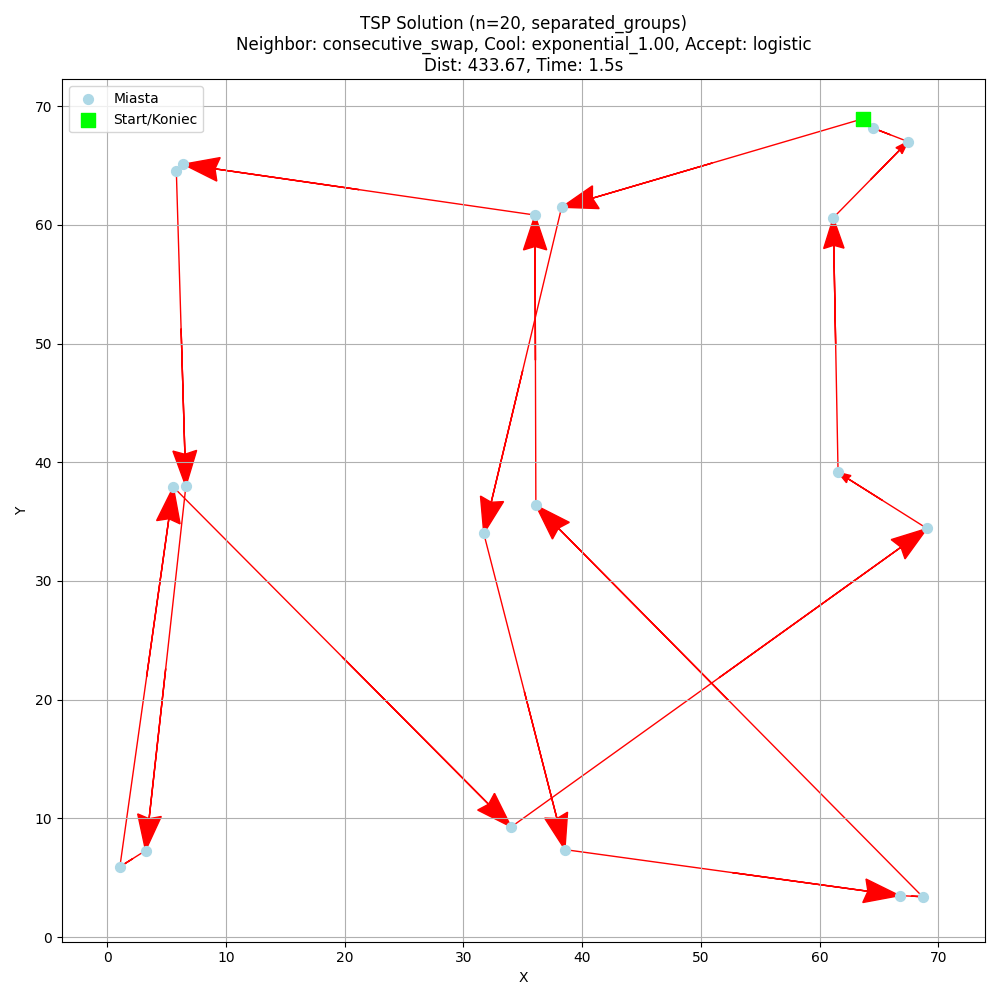 TSP Solution (n=20, separated_groups)
Neighbor: consecutive_swap, Cool: exponential_1.00, Accept: logistic
Dist: 433.67, Time: 1.5s
Miasta
Start/Koniec
70
60
50
40
30
20
10
0
Y
0 10 20 30 40 50 60 70
X